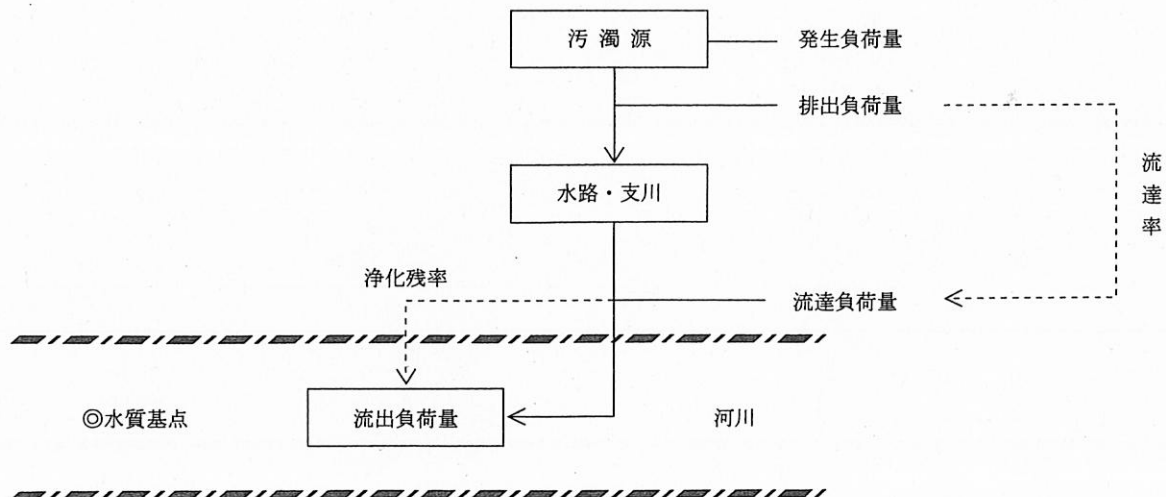 汚濁源
発生負荷量
排出負荷量
流達率
水路・支川
浄化残率
流達負荷量
◎水質基点
流出負荷量
河川